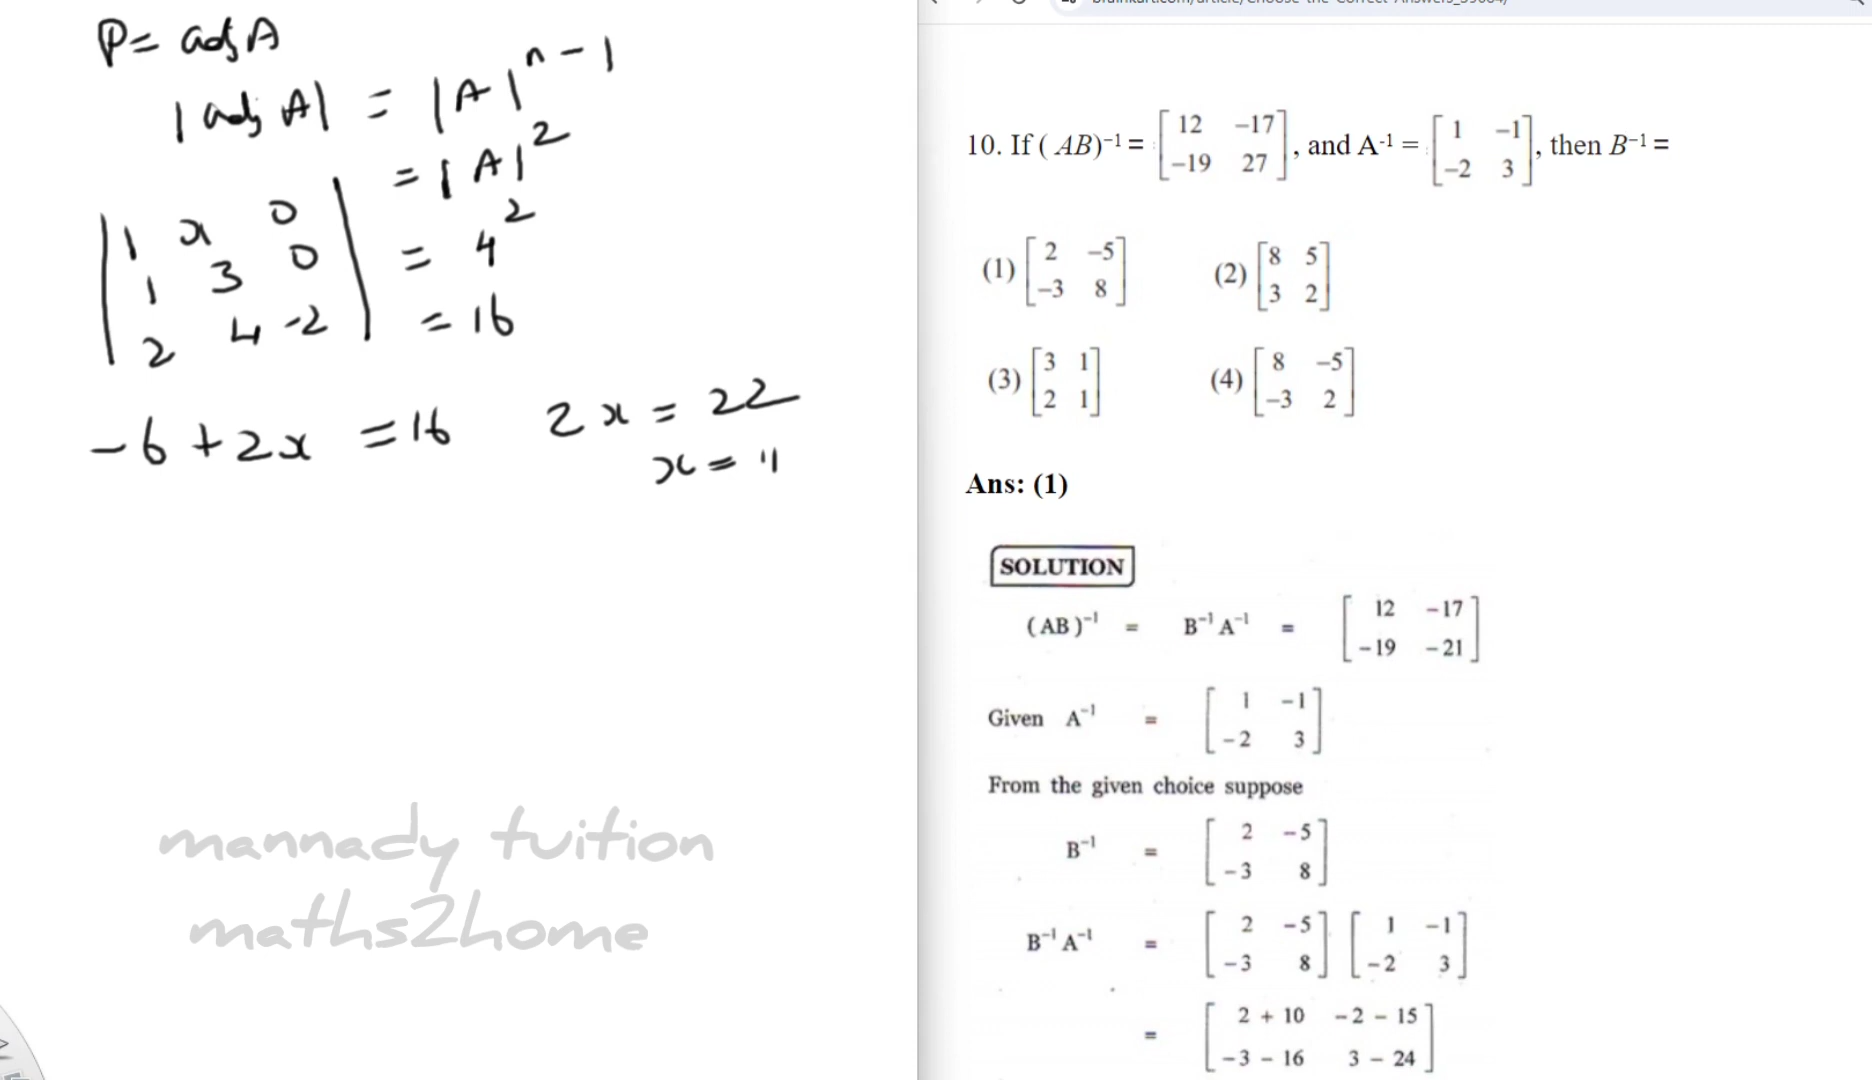 P = adj A
|adj A| = |A|^n-1
= |A|^2
|1 x 0
1 3 0
2 4 -2| = 4^2
= 16
-6 + 2x = 16 2x = 22
x = 11
mannady tuition
maths2home
10. If ( AB)^-1 = [12 -17
-19 27], and A^-1 = [1 -1
-2 3], then B^-1 =
(1) [2 -5
-3 8] (2) [8 5
3 2]
(3) [3 1
2 1] (4) [8 -5
-3 2]
Ans: (1)
SOLUTION
(AB)^-1 = B^-1 A^-1 = [12 -17
-19 -21]
Given A^-1 = [1 -1
-2 3]
From the given choice suppose
B^-1 = [2 -5
-3 8]
B^-1 A^-1 = [2 -5
-3 8] [1 -1
-2 3]
= [2 + 10 -2 - 15
-3 - 16 3 - 24]